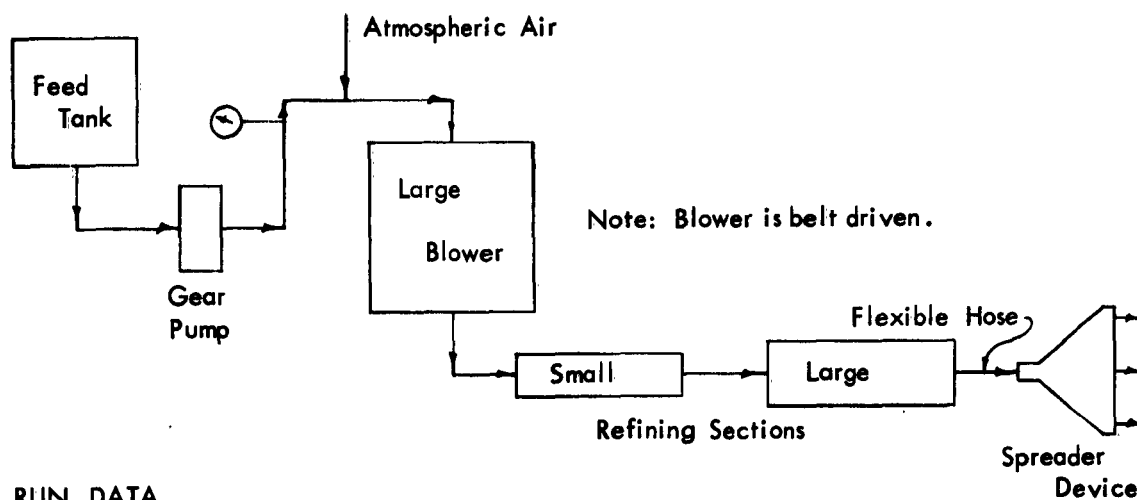 Atmospheric Air
Feed
Tank
Large
Blower
Note: Blower is belt driven.
Gear
Pump
Flexible Hose
Small
Large
Refining Sections
Spreader
Device
RUN DATA